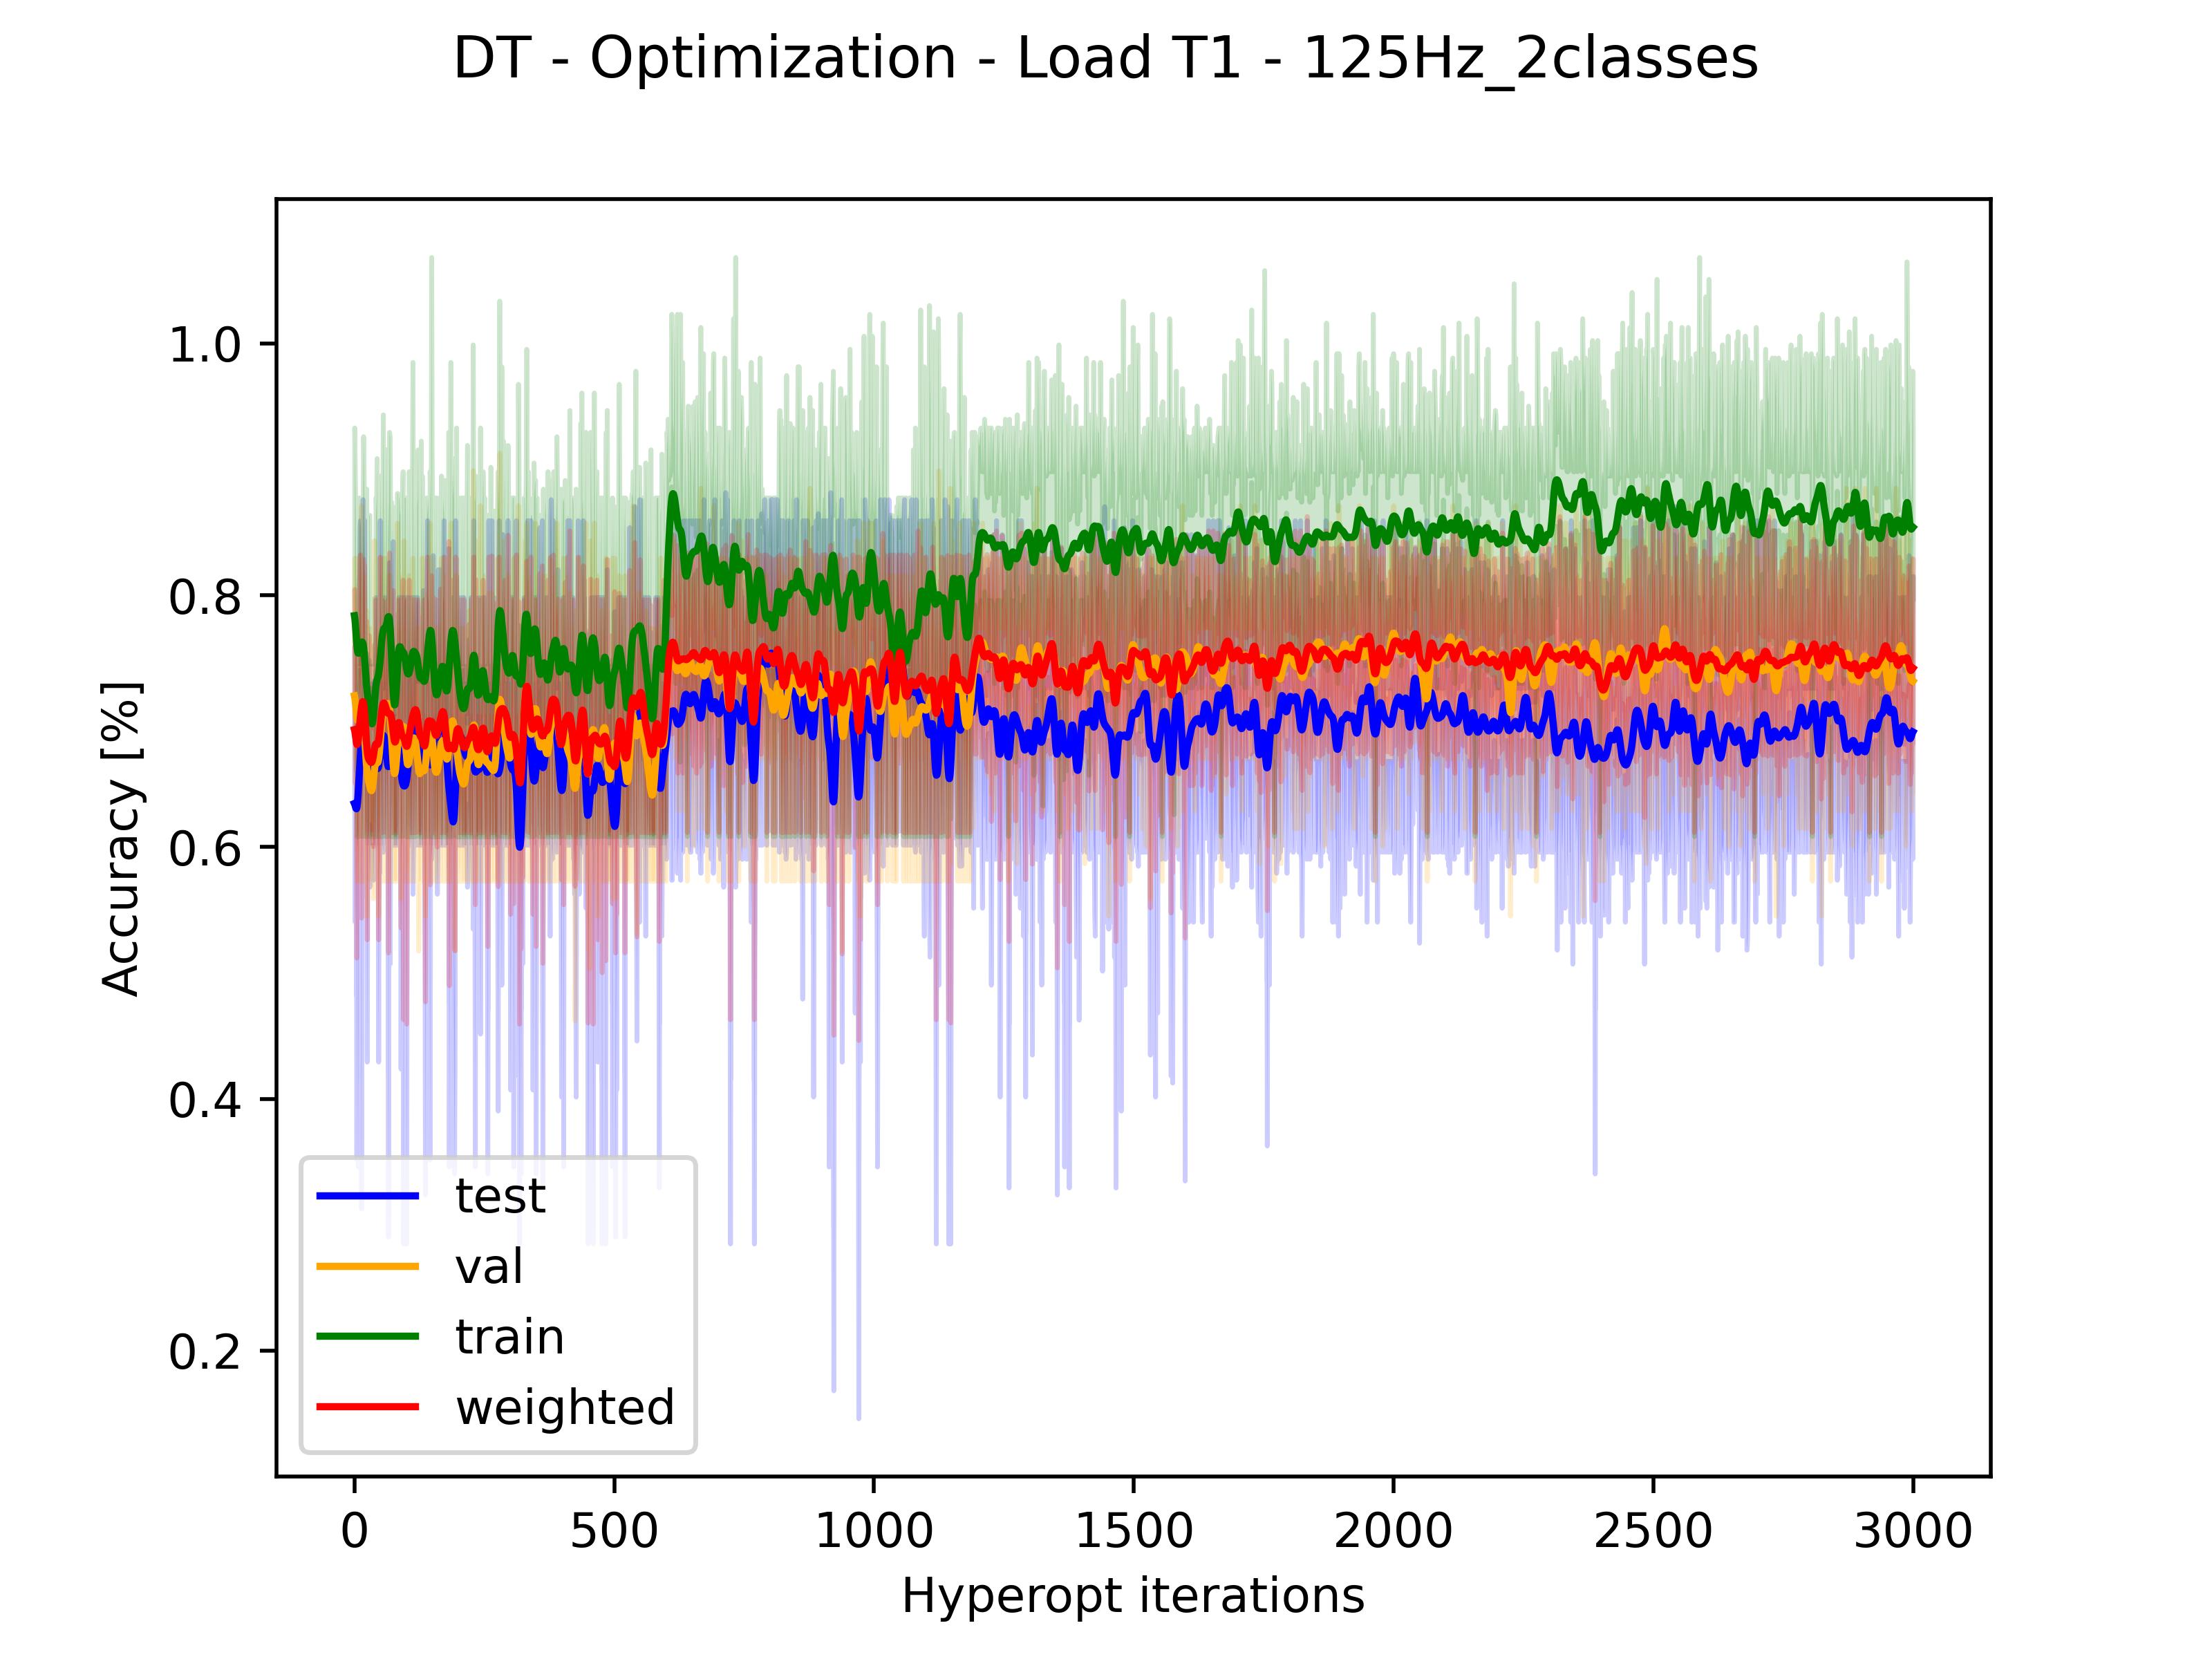 DT - Optimization - Load T1 - 125Hz_2classes
1.0
0.8
0.6
0.4
0.2
Accuracy [%]
test
val
train
weighted
0 500 1000 1500 2000 2500 3000
Hyperopt iterations